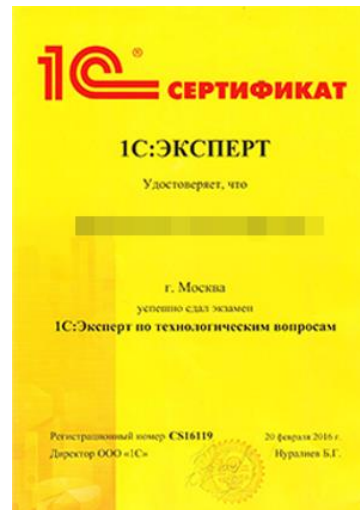 1С®
СЕРТИФИКАТ
1С:ЭКСПЕРТ
Удостоверяет, что
г. Москва
успешно сдал экзамен
1С:Эксперт по технологическим вопросам
Регистрационный номер CS16119 20 февраля 2016 г.
Директор ООО «1С» Нуралиев Б.Г.